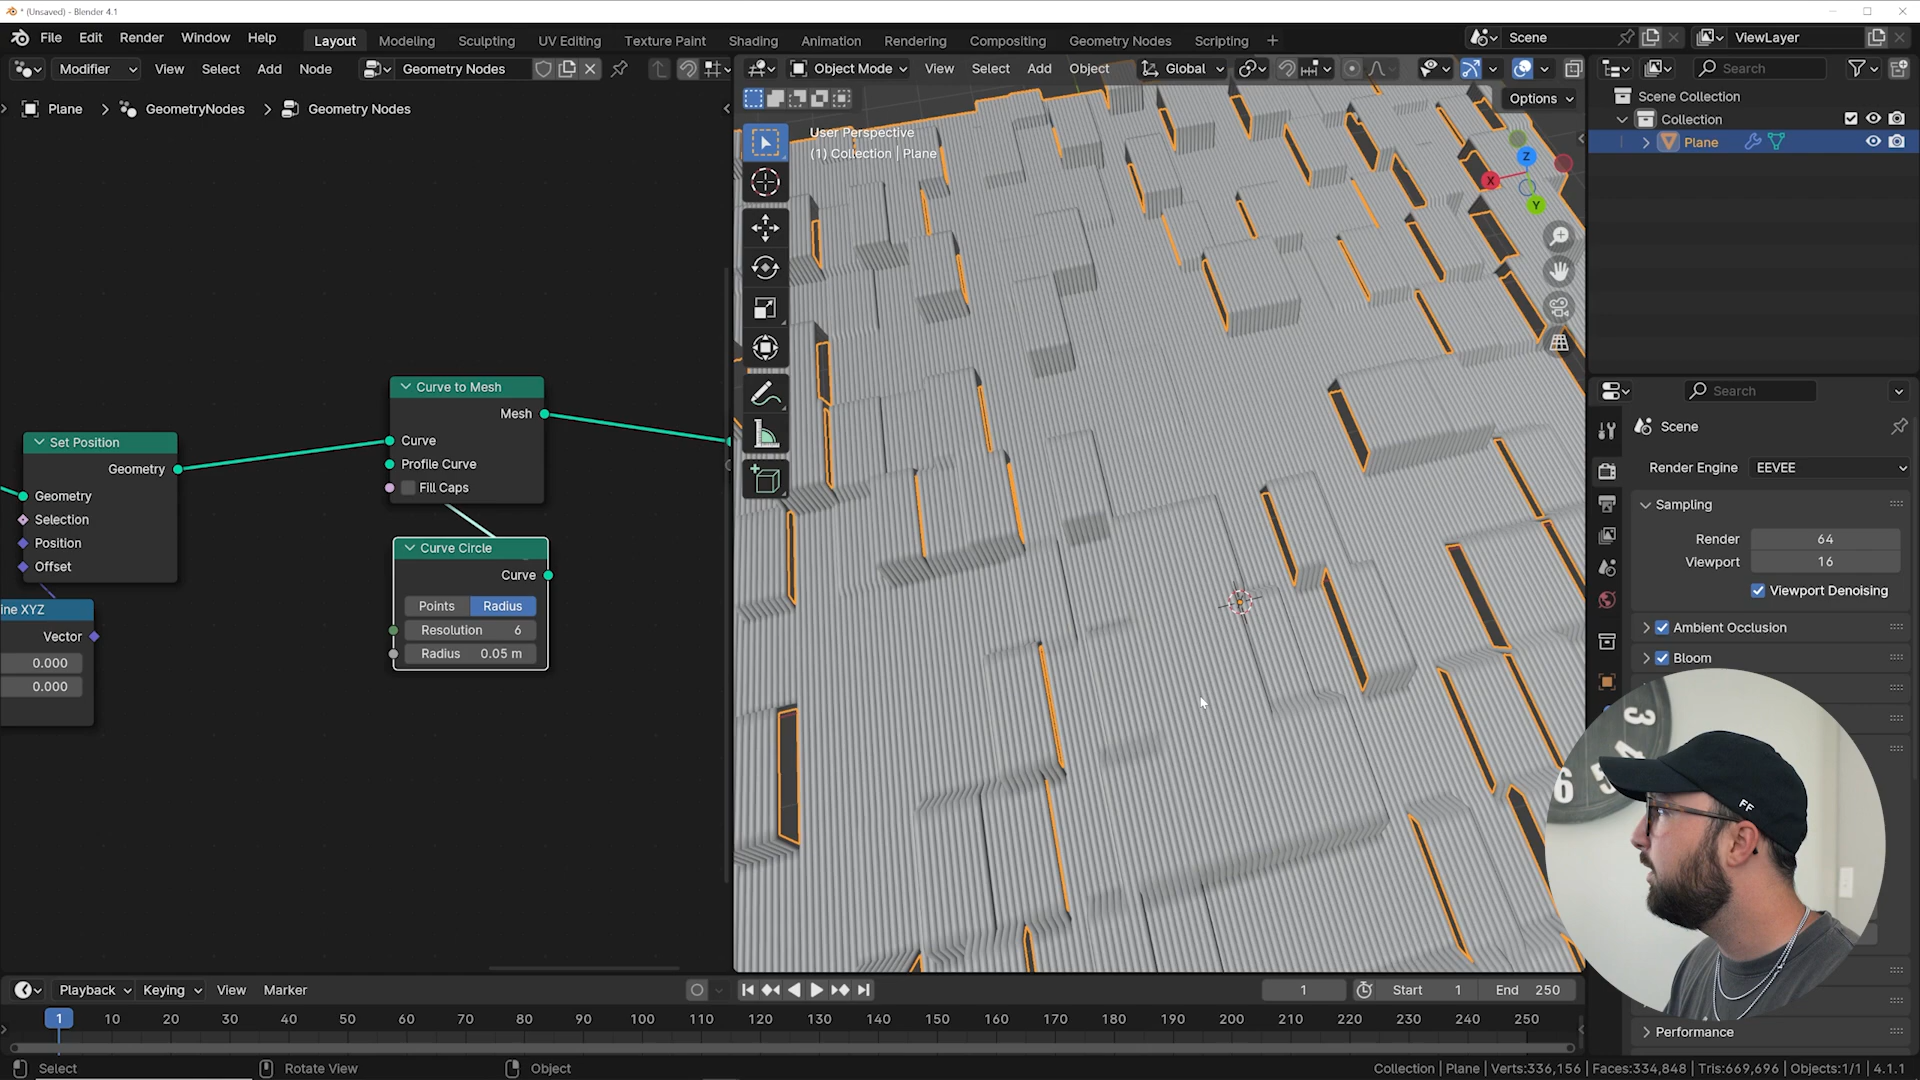 * (Unsaved) - Blender 4.1
File Edit Render Window Help
Layout Modeling Sculpting UV Editing Texture Paint Shading Animation Rendering Compositing Geometry Nodes Scripting +
Scene
ViewLayer
Modifier View Select Add Node Geometry Nodes
Object Mode View Select Add Object Global
Search
Plane > GeometryNodes > Geometry Nodes
Options
User Perspective
(1) Collection | Plane
Z
X
Y
Scene Collection
Collection
Plane
Curve to Mesh
Mesh
Curve
Profile Curve
Fill Caps
Set Position
Geometry
Geometry
Selection
Position
Offset
ine XYZ
Vector
0.000
0.000
Curve Circle
Curve
Points Radius
Resolution 6
Radius 0.05 m
Search
Scene
Render Engine EEVEE
Sampling
Render 64
Viewport 16
Viewport Denoising
Ambient Occlusion
Bloom
Performance
3
4
5
6
FF
Playback Keying View Marker
1 Start 1 End 250
1 10 20 30 40 50 60 70 80 90 100 110 120 130 140 150 160 170 180 190 200 210 220 230 240 250
Select Rotate View Object
Collection | Plane | Verts:336,156 | Faces:334,848 | Tris:669,696 | Objects:1/1 | 4.1.1